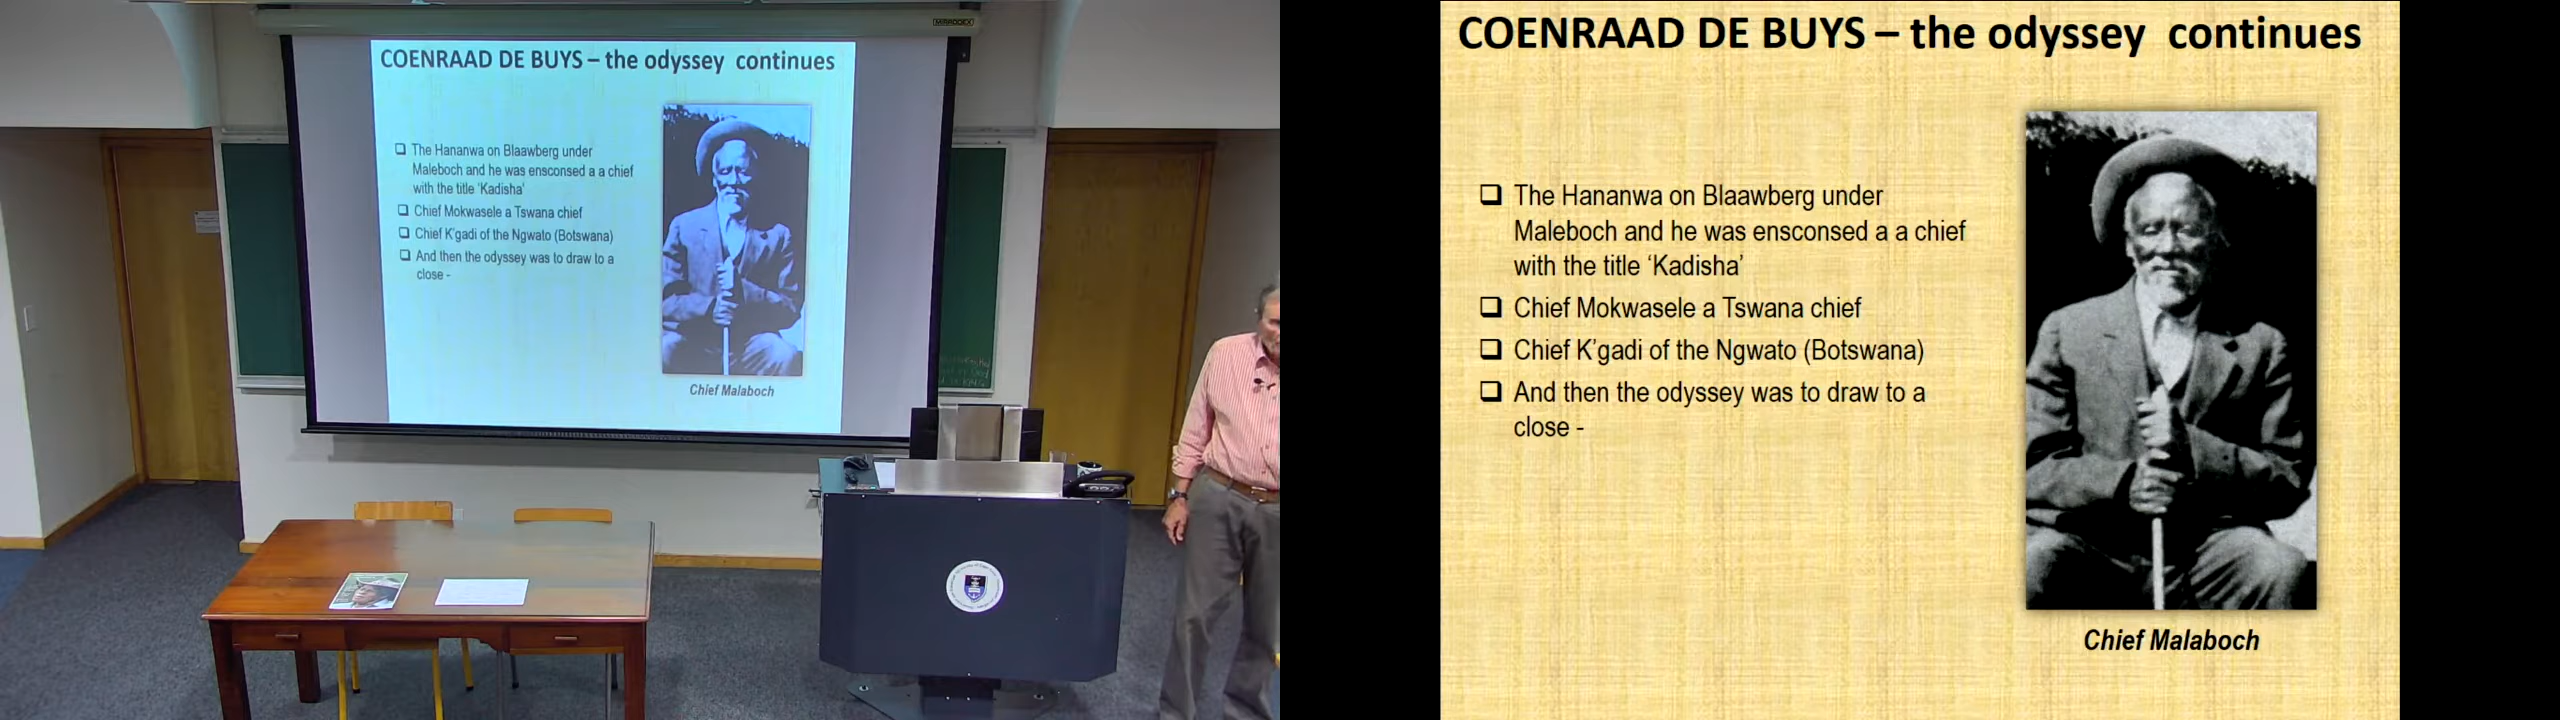 COENRAAD DE BUYS – the odyssey continues
The Hananwa on Blaawberg under
Maleboch and he was ensconsed a a chief
with the title ‘Kadisha’
Chief Mokwasele a Tswana chief
Chief K'gadi of the Ngwato (Botswana)
And then the odyssey was to draw to a
close -
Chief Malaboch
COENRAAD DE BUYS – the odyssey continues
The Hananwa on Blaawberg under
Maleboch and he was ensconsed a a chief
with the title ‘Kadisha’
Chief Mokwasele a Tswana chief
Chief K’gadi of the Ngwato (Botswana)
And then the odyssey was to draw to a
close -
Chief Malaboch